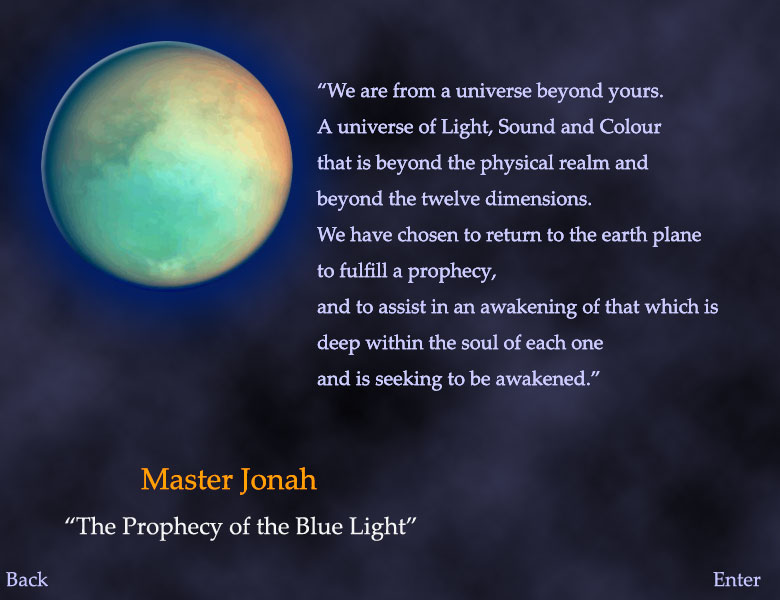 “We are from a universe beyond yours.
A universe of Light, Sound and Colour
that is beyond the physical realm and
beyond the twelve dimensions.
We have chosen to return to the earth plane
to fulfill a prophecy,
and to assist in an awakening of that which is
deep within the soul of each one
and is seeking to be awakened.”
Master Jonah
“The Prophecy of the Blue Light”
Back
Enter